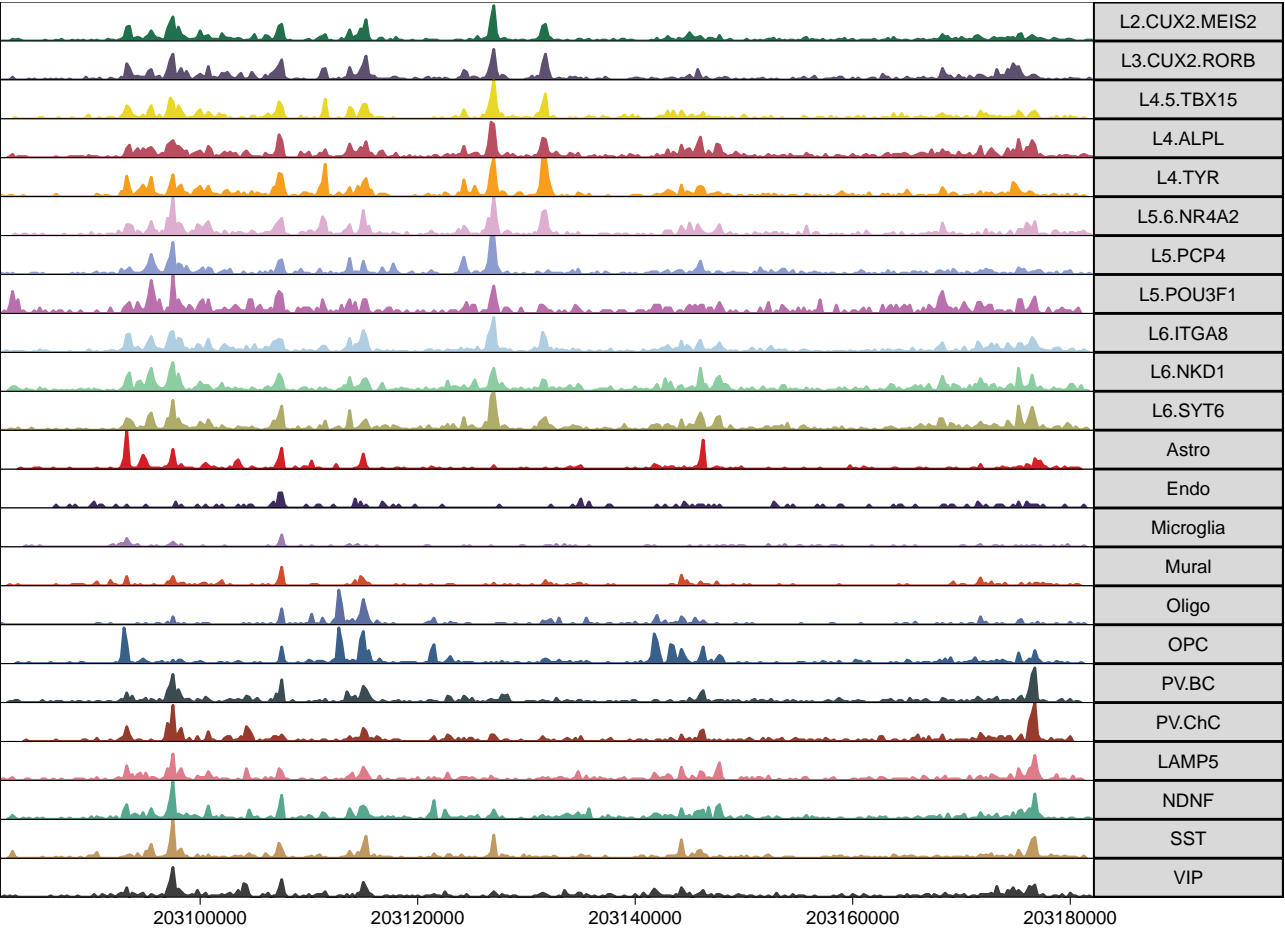 L2.CUX2.MEIS2
L3.CUX2.RORB
L4.5.TBX15
L4.ALPL
L4.TYR
L5.6.NR4A2
L5.PCP4
L5.POU3F1
L6.ITGA8
L6.NKD1
L6.SYT6
Astro
Endo
Microglia
Mural
Oligo
OPC
PV.BC
PV.ChC
LAMP5
NDNF
SST
VIP
203100000 203120000 203140000 203160000 203180000